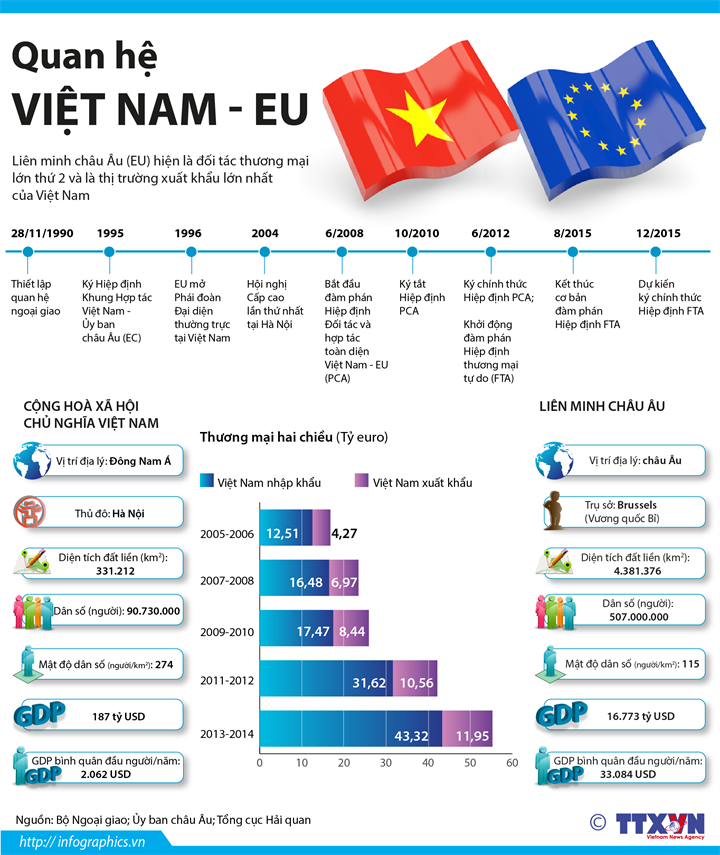 Quan hệ
VIỆT NAM - EU
Liên minh châu Âu (EU) hiện là đối tác thương mại
lớn thứ 2 và là thị trường xuất khẩu lớn nhất
của Việt Nam
28/11/1990
Thiết lập
quan hệ
ngoại giao
1995
Ký Hiệp định
Khung Hợp tác
Việt Nam -
Ủy ban
châu Âu (EC)
1996
EU mở
Phái đoàn
Đại diện
thường trực
tại Việt Nam
2004
Hội nghị
Cấp cao
lần thứ nhất
tại Hà Nội
6/2008
Bắt đầu
đàm phán
Hiệp định
Đối tác và
hợp tác
toàn diện
Việt Nam - EU
(PCA)
10/2010
Ký tắt
Hiệp định
PCA
6/2012
Ký chính thức
Hiệp định PCA;
Khởi động
đàm phán
Hiệp định
thương mại
tự do (FTA)
8/2015
Kết thúc
cơ bản
đàm phán
Hiệp định FTA
12/2015
Dự kiến
ký chính thức
Hiệp định FTA
CỘNG HOÀ XÃ HỘI
CHỦ NGHĨA VIỆT NAM
Vị trí địa lý: Đông Nam Á
Thủ đô: Hà Nội
Diện tích đất liền (km²):
331.212
Dân số (người): 90.730.000
Mật độ dân số (người/km²): 274
GDP
187 tỷ USD
GDP
GDP bình quân đầu người/năm:
2.062 USD
Thương mại hai chiều (Tỷ euro)
Việt Nam nhập khẩu
Việt Nam xuất khẩu
2005-2006 12,51 4,27
2007-2008 16,48 6,97
2009-2010 17,47 8,44
2011-2012 31,62 10,56
2013-2014 43,32 11,95
0 10 20 30 40 50 60
LIÊN MINH CHÂU ÂU
Vị trí địa lý: châu Âu
Trụ sở: Brussels
(Vương quốc Bỉ)
Diện tích đất liền (km²):
4.381.376
Dân số (người):
507.000.000
Mật độ dân số (người/km²): 115
GDP
16.773 tỷ USD
GDP
GDP bình quân đầu người/năm:
33.084 USD
Nguồn: Bộ Ngoại giao; Ủy ban châu Âu; Tổng cục Hải quan
http:// infographics.vn
© TTXVN
Vietnam News Agency